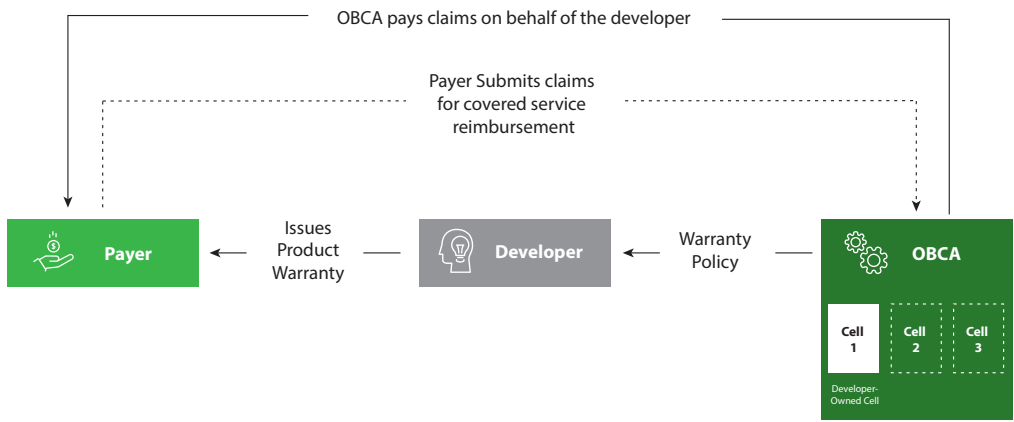 OBCA pays claims on behalf of the developer
Payer Submits claims
for covered service
reimbursement
Payer
Issues
Product
Warranty
Developer
Warranty
Policy
OBCA
Cell
1
Cell
2
Cell
3
Developer-
Owned Cell